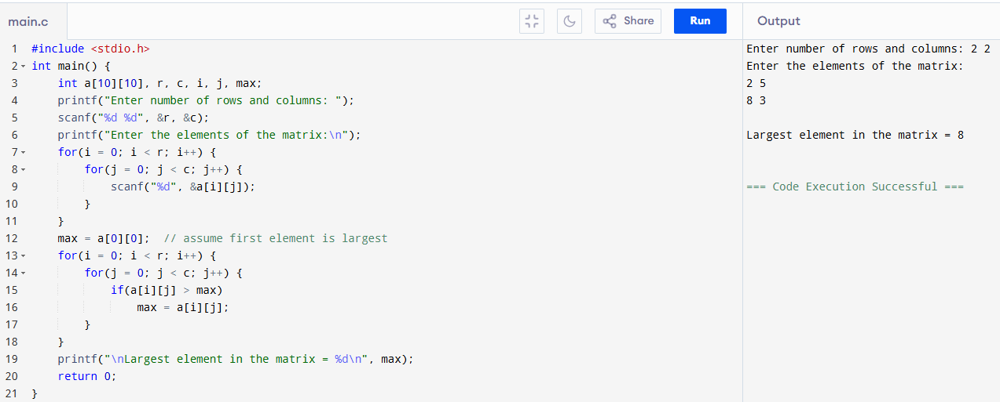 main.c
Share
Run
Output
1 #include <stdio.h>
2 int main() {
3     int a[10][10], r, c, i, j, max;
4     printf("Enter number of rows and columns: ");
5     scanf("%d %d", &r, &c);
6     printf("Enter the elements of the matrix:\n");
7     for(i = 0; i < r; i++) {
8         for(j = 0; j < c; j++) {
9             scanf("%d", &a[i][j]);
10         }
11     }
12     max = a[0][0];  // assume first element is largest
13     for(i = 0; i < r; i++) {
14         for(j = 0; j < c; j++) {
15             if(a[i][j] > max)
16                 max = a[i][j];
17         }
18     }
19     printf("\nLargest element in the matrix = %d\n", max);
20     return 0;
21 }
Enter number of rows and columns: 2 2
Enter the elements of the matrix:
2 5
8 3
Largest element in the matrix = 8
=== Code Execution Successful ===